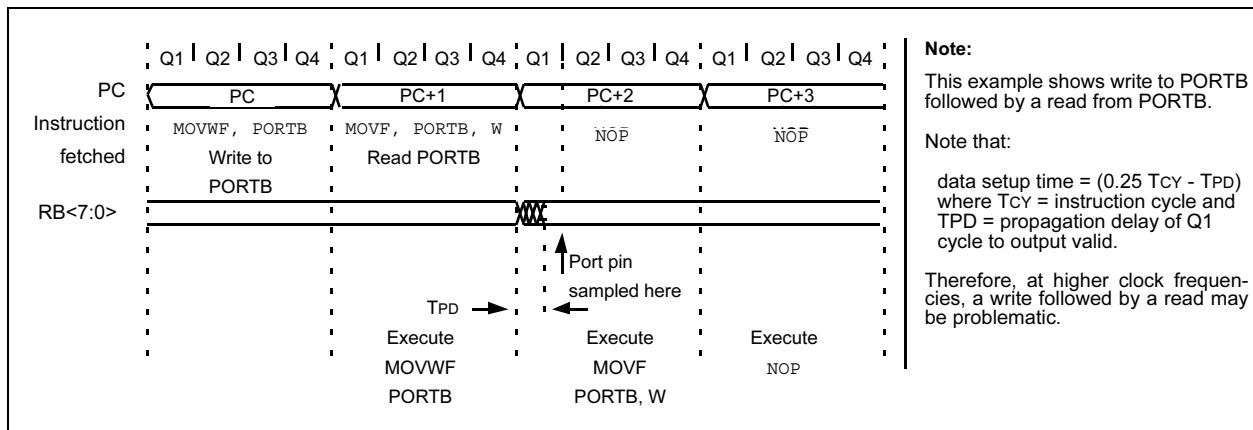 Q1 Q2 Q3 Q4 Q1 Q2 Q3 Q4 Q1 Q2 Q3 Q4 Q1 Q2 Q3 Q4
PC PC PC+1 PC+2 PC+3
Instruction
fetched
MOVWF, PORTB MOVF, PORTB, W NOP NOP
Write to
PORTB
Read PORTB
RB<7:0>
Port pin
sampled here
TPD
Execute
MOVWF
PORTB
Execute
MOVF
PORTB, W
Execute
NOP
Note:
This example shows write to PORTB
followed by a read from PORTB.
Note that:
data setup time = (0.25 TCY - TPD)
where TCY = instruction cycle and
TPD = propagation delay of Q1
cycle to output valid.
Therefore, at higher clock frequen-
cies, a write followed by a read may
be problematic.